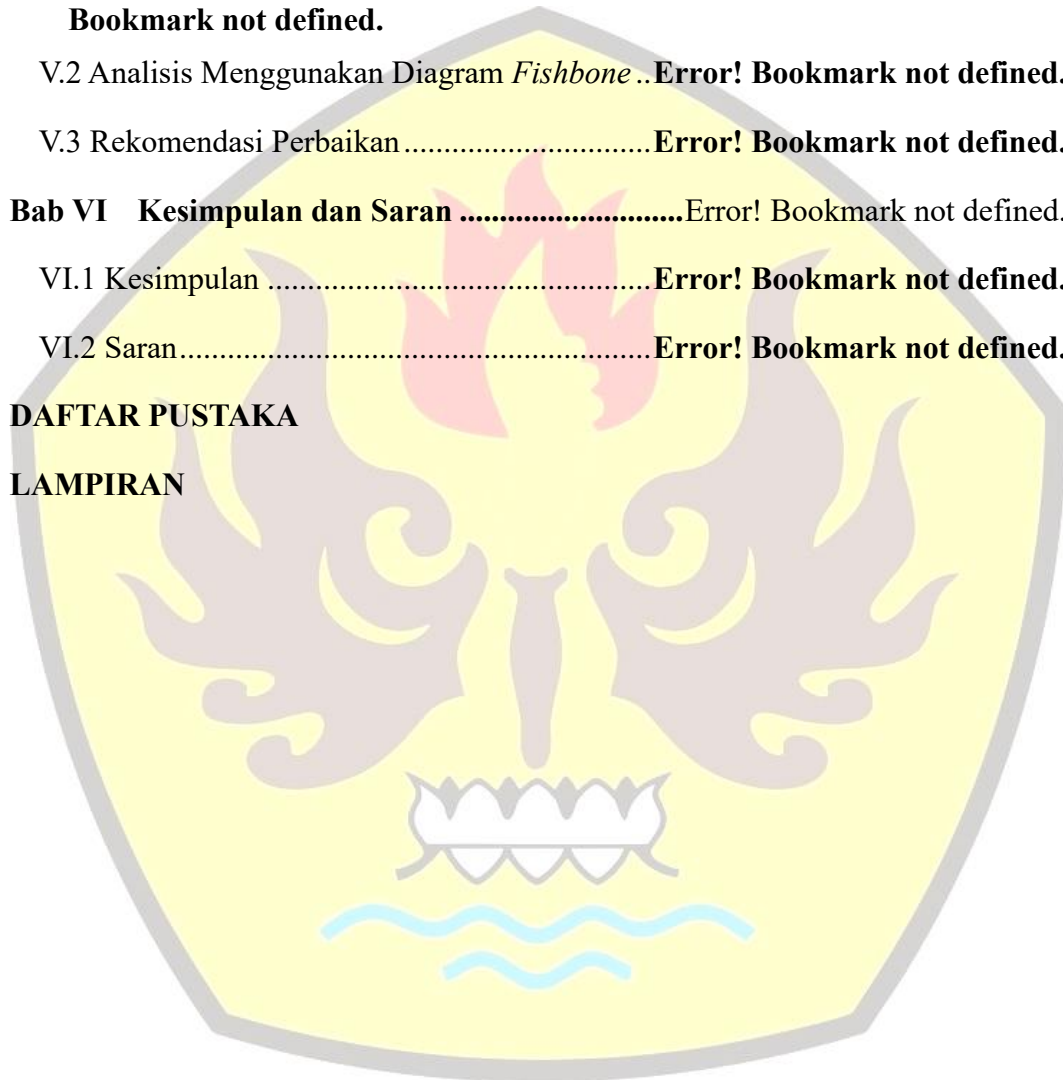 Bookmark not defined.
V.2 Analisis Menggunakan Diagram Fishbone ..Error! Bookmark not defined.
V.3 Rekomendasi Perbaikan ...............................Error! Bookmark not defined.
Bab VI Kesimpulan dan Saran ............................Error! Bookmark not defined.
VI.1 Kesimpulan .................................................Error! Bookmark not defined.
VI.2 Saran............................................................Error! Bookmark not defined.
DAFTAR PUSTAKA
LAMPIRAN